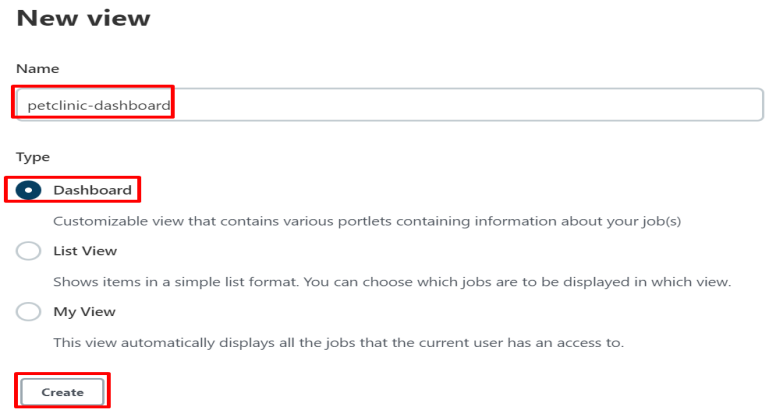 New view
Name
petclinic-dashboard
Type
Dashboard
Customizable view that contains various portlets containing information about your job(s)
List View
Shows items in a simple list format. You can choose which jobs are to be displayed in which view.
My View
This view automatically displays all the jobs that the current user has an access to.
Create